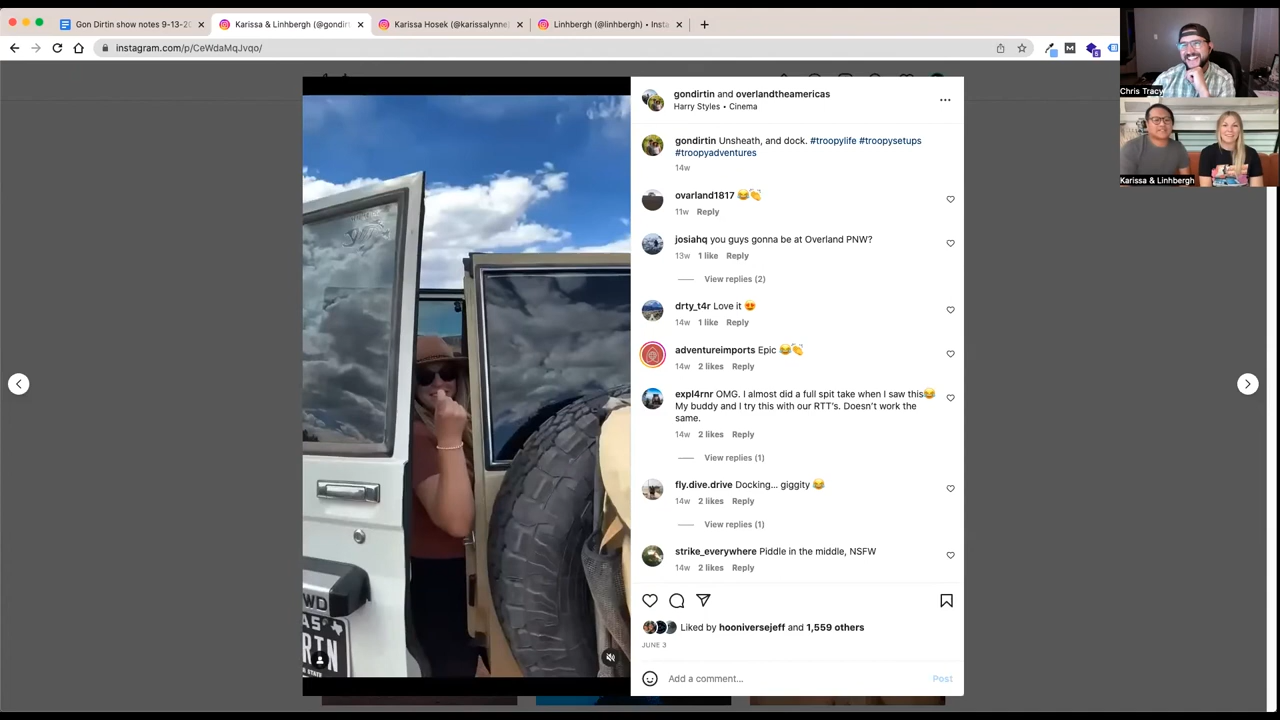 Gon Dirtin show notes 9-13-20
Karissa & Linhbergh (@gondirt
Karissa Hosek (@karissalynne
Linhbergh (@linhbergh) • Insta
instagram.com/p/CeWdaMqJvqo/
Chris Tracy
Karissa & Linhbergh
gondirtin and overlandtheamericas
Harry Styles • Cinema
gondirtin Unsheath, and dock. #troopylife #troopysetups
#troopyadventures
14w
ovarland1817 😂👏
11w Reply
josiahq you guys gonna be at Overland PNW?
13w 1 like Reply
View replies (2)
drty_t4r Love it 😍
14w 1 like Reply
adventureimports Epic 😂👏
14w 2 likes Reply
expl4rnr OMG. I almost did a full spit take when I saw this😂
My buddy and I try this with our RTT's. Doesn't work the
same.
14w 2 likes Reply
View replies (1)
fly.dive.drive Docking... giggity 😂
14w 2 likes Reply
View replies (1)
strike_everywhere Piddle in the middle, NSFW
14w 2 likes Reply
Liked by hooniversejeff and 1,559 others
JUNE 3
Add a comment...
Post